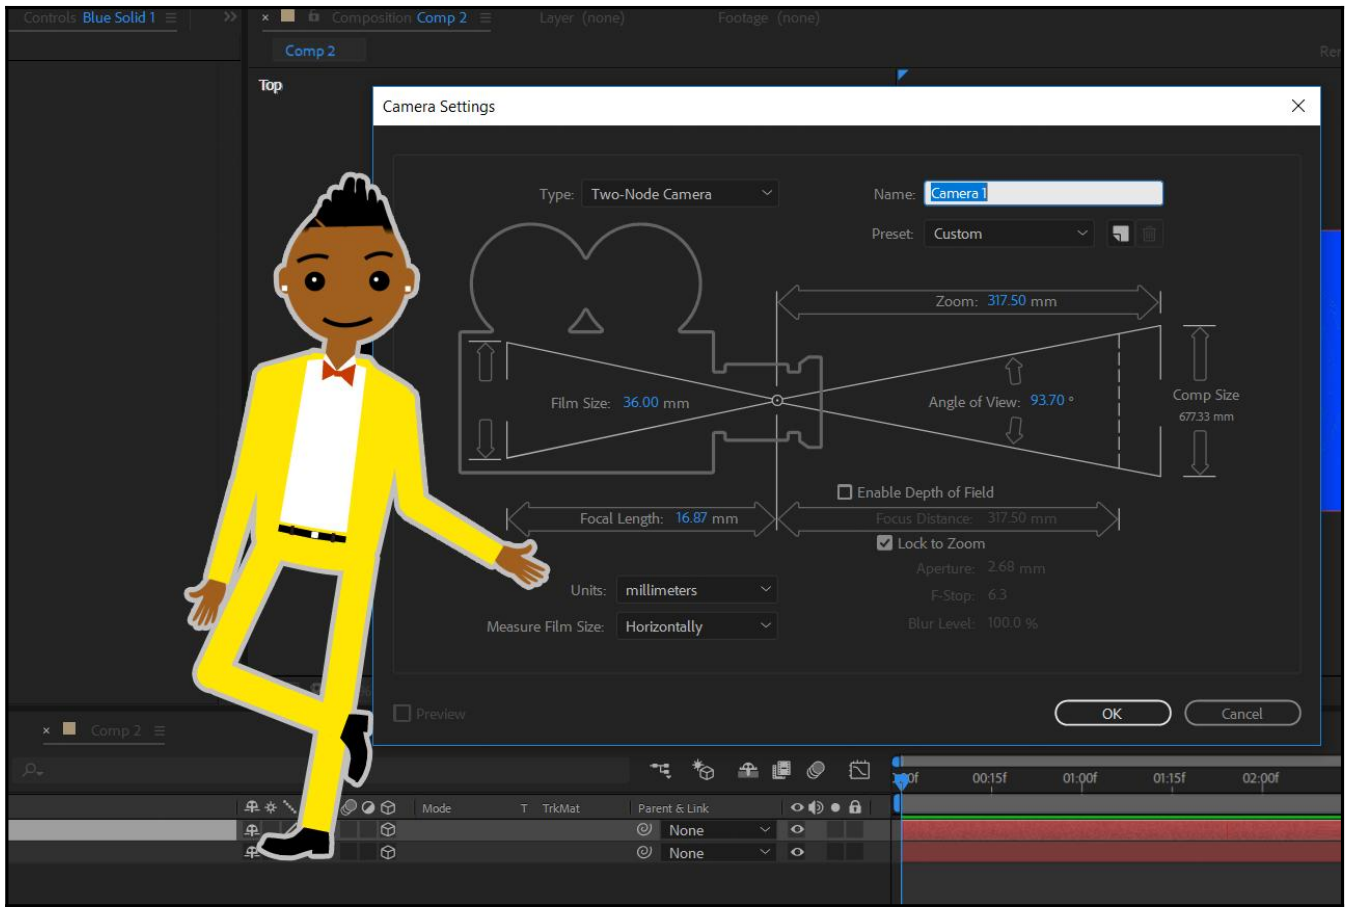 Controls Blue Solid 1
Composition Comp 2
Layer (none)
Footage (none)
Comp 2
Top
Camera Settings
Type: Two-Node Camera
Name: Camera 1
Preset: Custom
Zoom: 317.50 mm
Film Size: 36.00 mm
Angle of View: 93.70 °
Comp Size
677.33 mm
Enable Depth of Field
Focal Length: 16.87 mm
Focus Distance: 317.50 mm
Lock to Zoom
Aperture: 2.68 mm
Units: millimeters
F-Stop: 6.3
Measure Film Size: Horizontally
Blur Level: 100.0 %
Preview
OK
Cancel
Comp 2
00:15f
01:00f
01:15f
02:00f
Mode
T TrkMat
Parent & Link
None
None